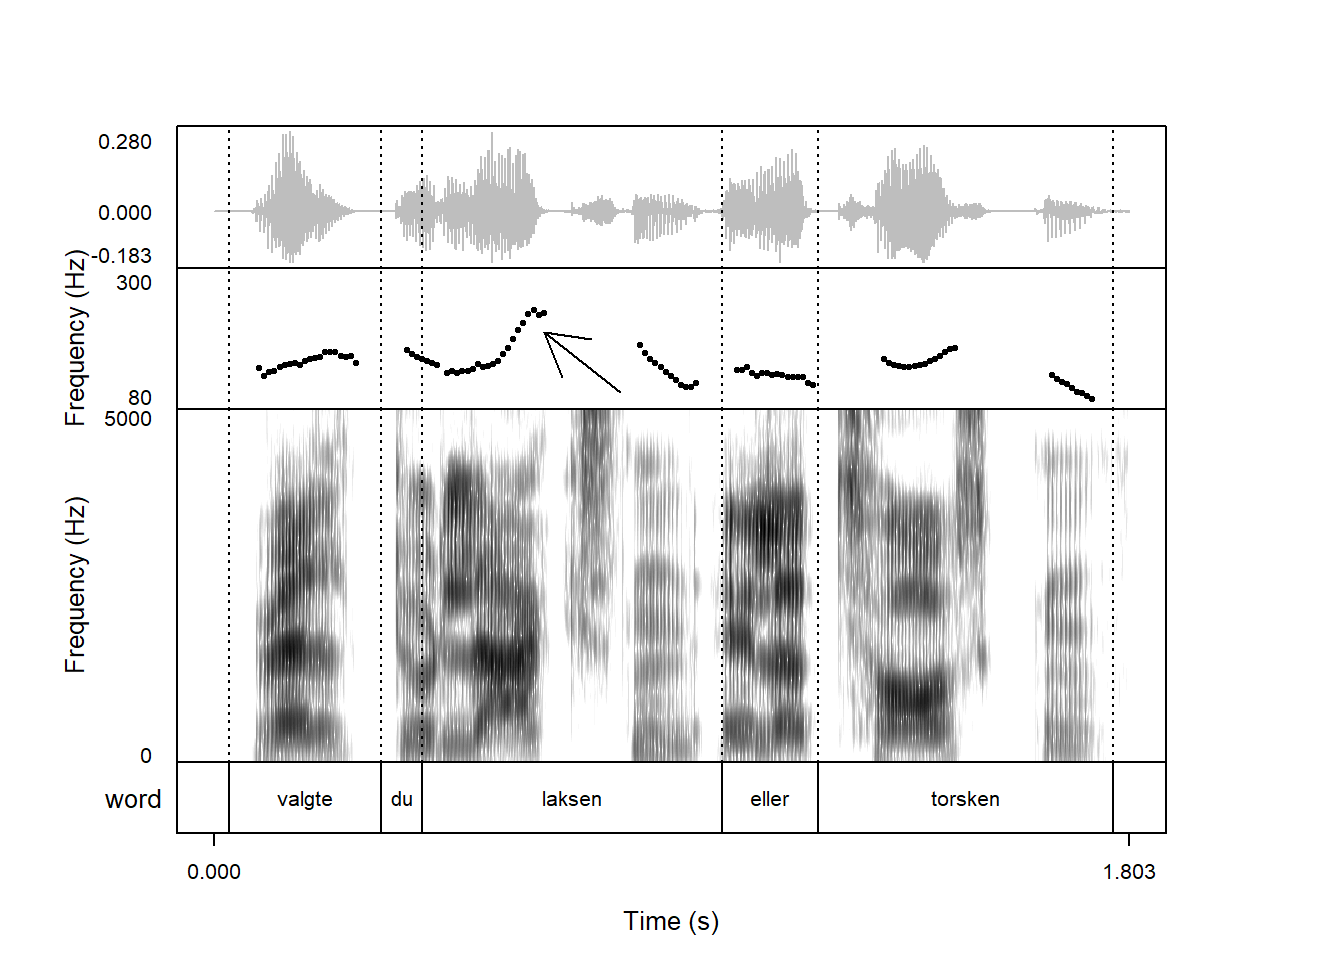 0.280
0.000
-0.183
Frequency (Hz)
300
80
Frequency (Hz)
5000
0
word valgte du laksen eller torsken
0.000 1.803
Time (s)